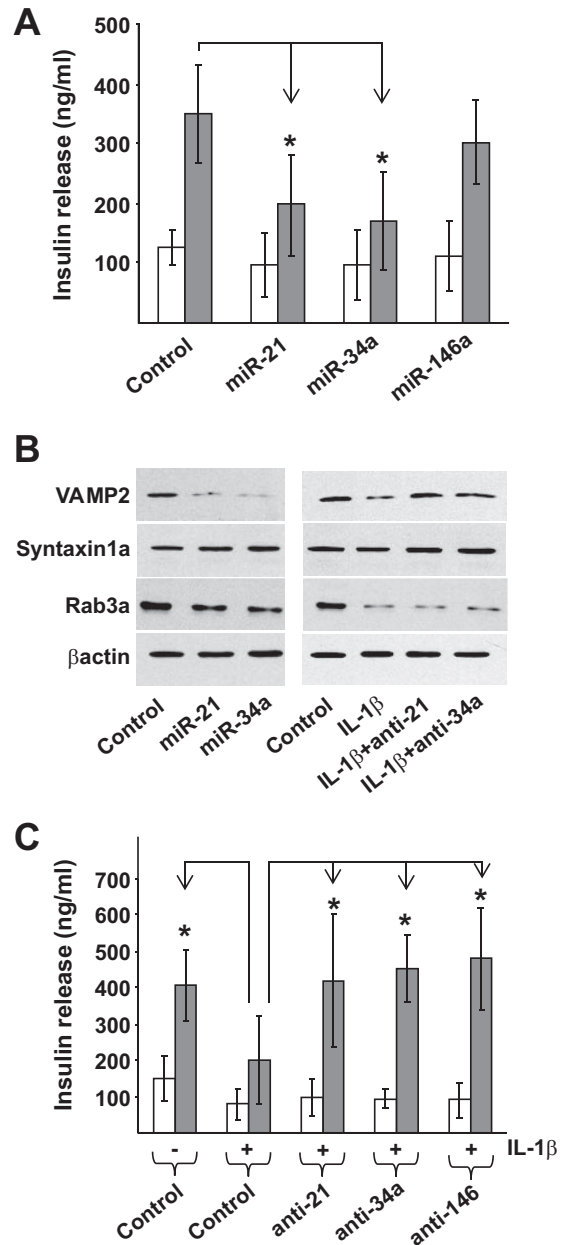 A
Insulin release (ng/ml)
500
400
300
200
100
*
*
Control
miR-21
miR-34a
miR-146a
B
VAMP2
Syntaxin1a
Rab3a
βactin
Control
miR-21
miR-34a
Control
IL-1β
IL-1β+anti-21
IL-1β+anti-34a
C
Insulin release (ng/ml)
700
600
500
400
300
200
100
*
*
*
*
- + + + + IL-1β
Control
Control
anti-21
anti-34a
anti-146